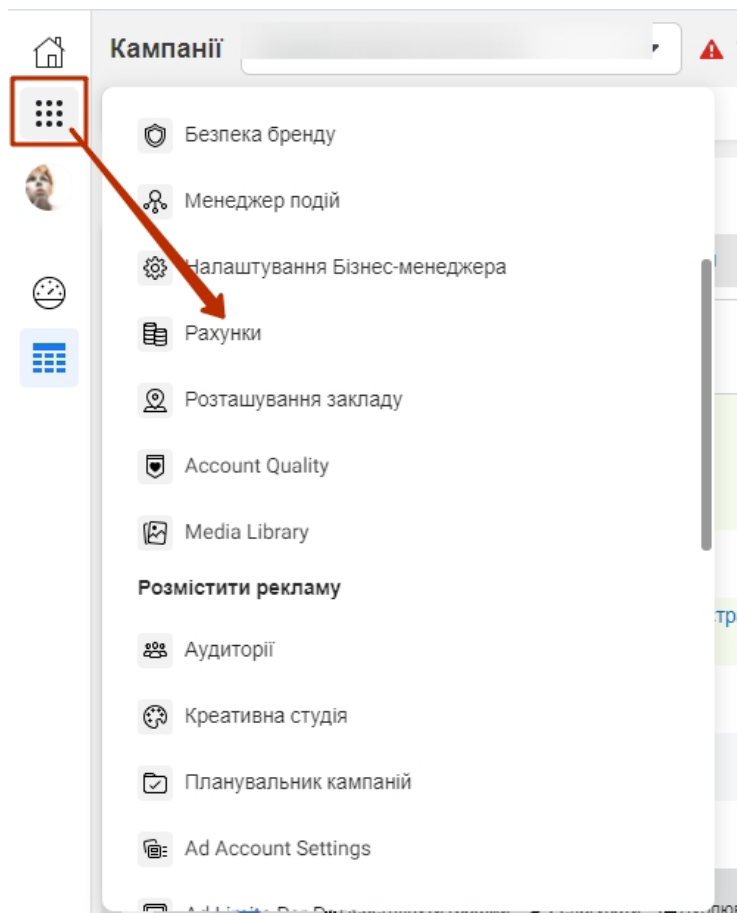 Кампанії
Безпека бренду
Менеджер подій
Налаштування Бізнес-менеджера
Рахунки
Розташування закладу
Account Quality
Media Library
Розмістити рекламу
тр
Аудиторії
Креативна студія
Планувальник кампаній
Ad Account Settings